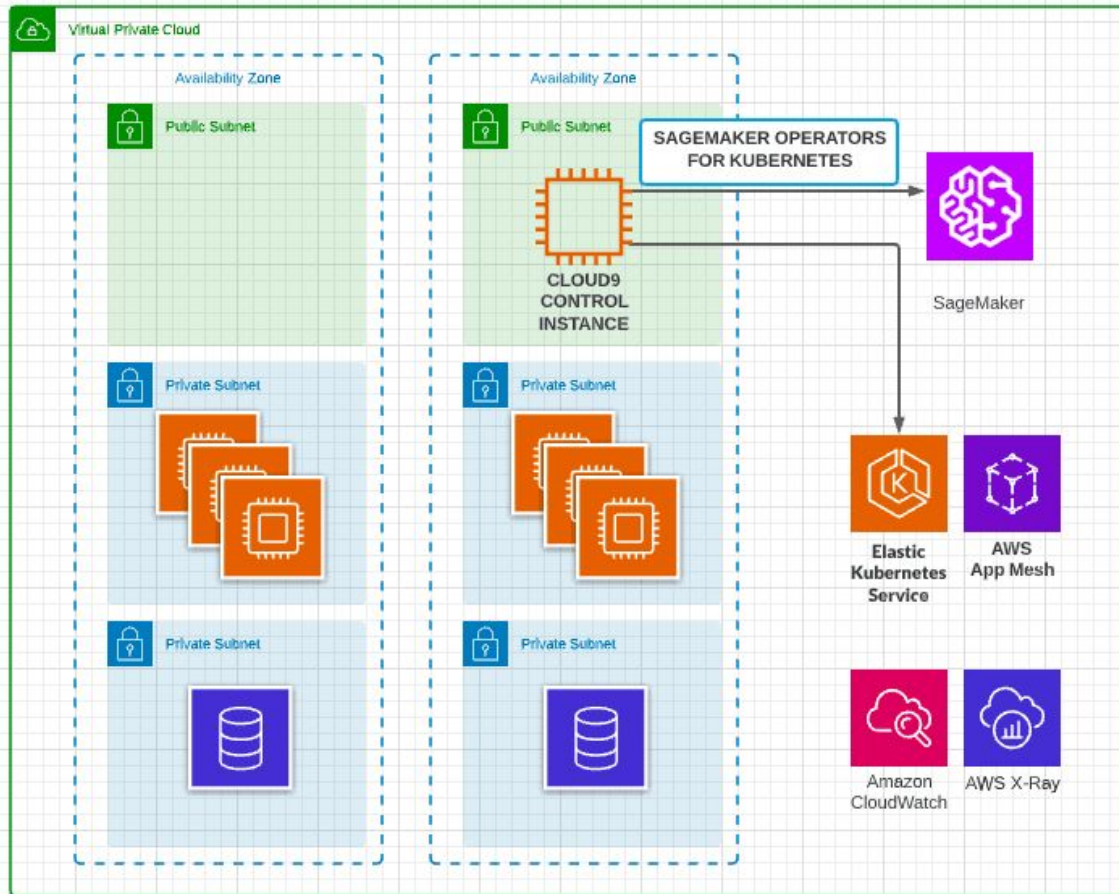 Virtual Private Cloud
Availability Zone
Availability Zone
Public Subnet
Public Subnet
SAGEMAKER OPERATORS
FOR KUBERNETES
CLOUD9
CONTROL
INSTANCE
SageMaker
Private Subnet
Private Subnet
K
Elastic
Kubernetes
Service
AWS
App Mesh
Private Subnet
Private Subnet
Amazon
CloudWatch
AWS X-Ray